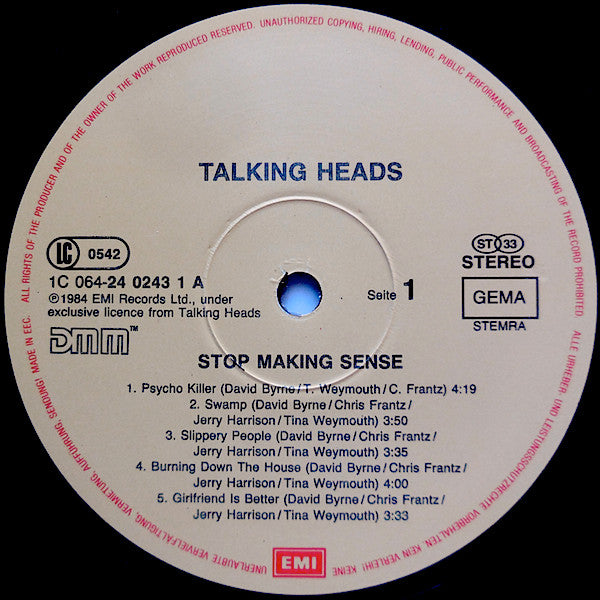 ALL RIGHTS OF THE PRODUCER AND OF THE OWNER OF THE WORK REPRODUCED RESERVED. UNAUTHORIZED COPYING, HIRING, LENDING, PUBLIC PERFORMANCE AND BROADCASTING OF THE RECORD PROHIBITED.
ALLE URHEBER- UND LEISTUNGSSCHUTZRECHTE VORBEHALTEN. KEIN VERLEIH! KEINE UNERLAUBTE VERVIELFÄLTIGUNG, VERMIETUNG, AUFFÜHRUNG, SENDUNG! MADE IN EEC.
TALKING HEADS
LC 0542
1C 064-24 0243 1 A
℗1984 EMI Records Ltd., under
exclusive licence from Talking Heads
DMM™
Seite 1
ST 33
STEREO
GEMA
STEMRA
STOP MAKING SENSE
1. Psycho Killer (David Byrne/T. Weymouth/C. Frantz) 4:19
2. Swamp (David Byrne/Chris Frantz/
Jerry Harrison/Tina Weymouth) 3:50
3. Slippery People (David Byrne/Chris Frantz/
Jerry Harrison/Tina Weymouth) 3:35
4. Burning Down The House (David Byrne/Chris Frantz/
Jerry Harrison/Tina Weymouth) 4:00
5. Girlfriend Is Better (David Byrne/Chris Frantz/
Jerry Harrison/Tina Weymouth) 3:33
EMI